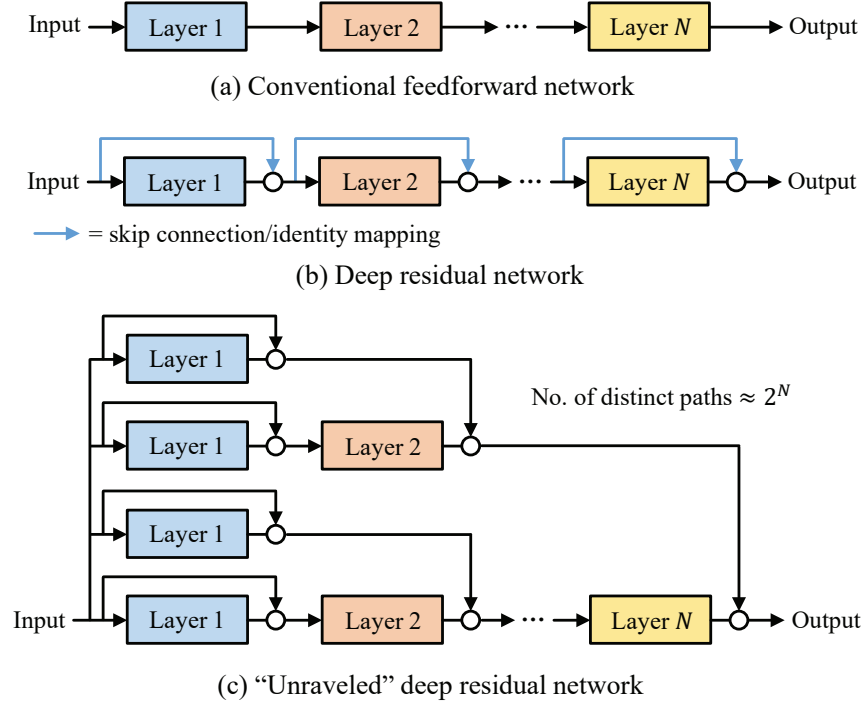 Input Layer 1 Layer 2 ··· Layer N Output
(a) Conventional feedforward network
Input Layer 1 Layer 2 ··· Layer N Output
= skip connection/identity mapping
(b) Deep residual network
Layer 1
No. of distinct paths ≈ 2^N
Layer 1 Layer 2
Layer 1
Input Layer 1 Layer 2 ··· Layer N Output
(c) “Unraveled” deep residual network